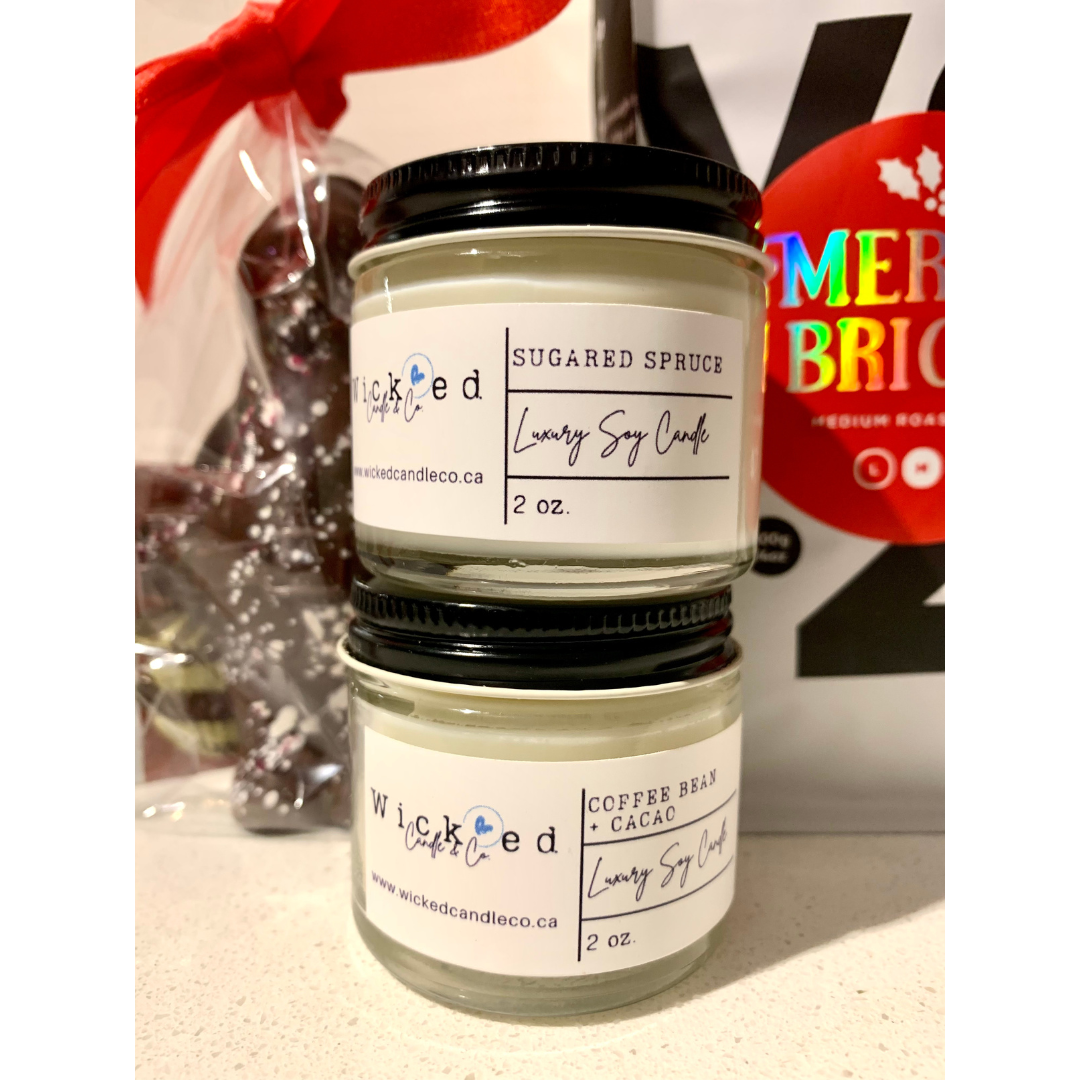 Wicked
Candle & Co.
www.wickedcandleco.ca
SUGARED SPRUCE
Luxury Soy Candle
2 oz.
MER
BRIG
MEDIUM ROAS
L M
Wicked
Candle & Co.
www.wickedcandleco.ca
COFFEE BEAN
+ CACAO
Luxury Soy Candle
2 oz.